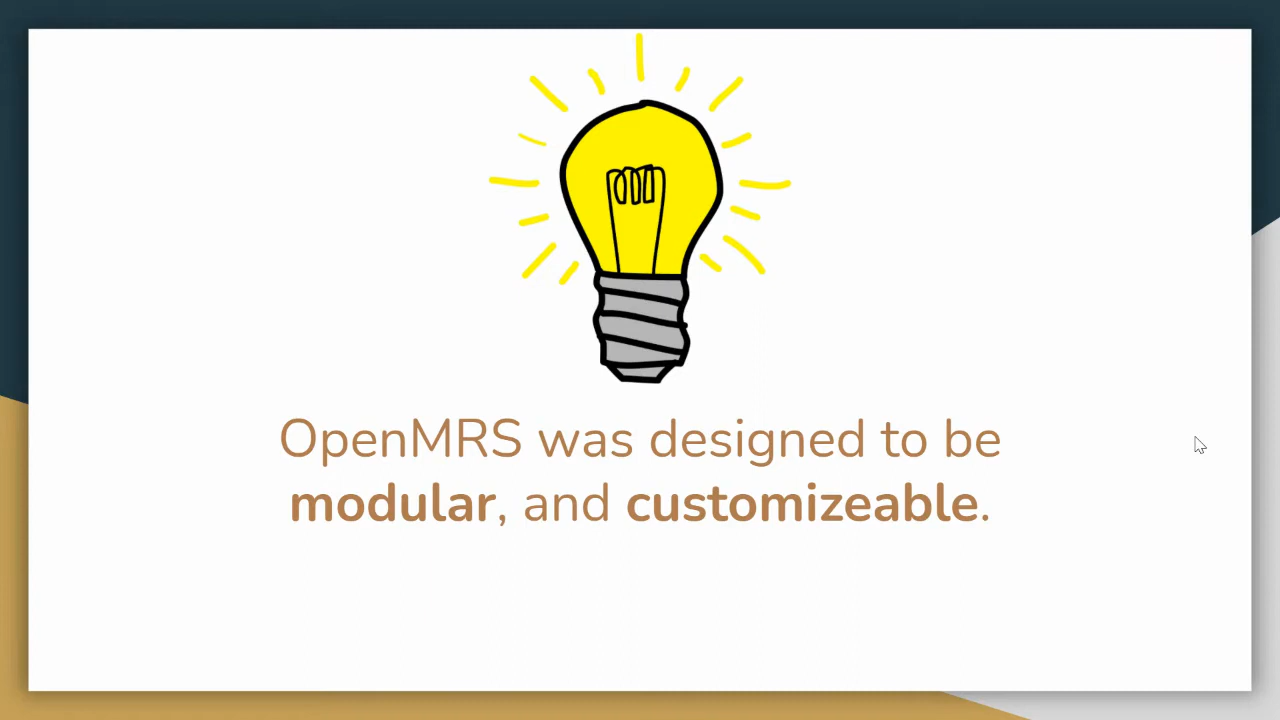 OpenMRS was designed to be
modular, and customizeable.